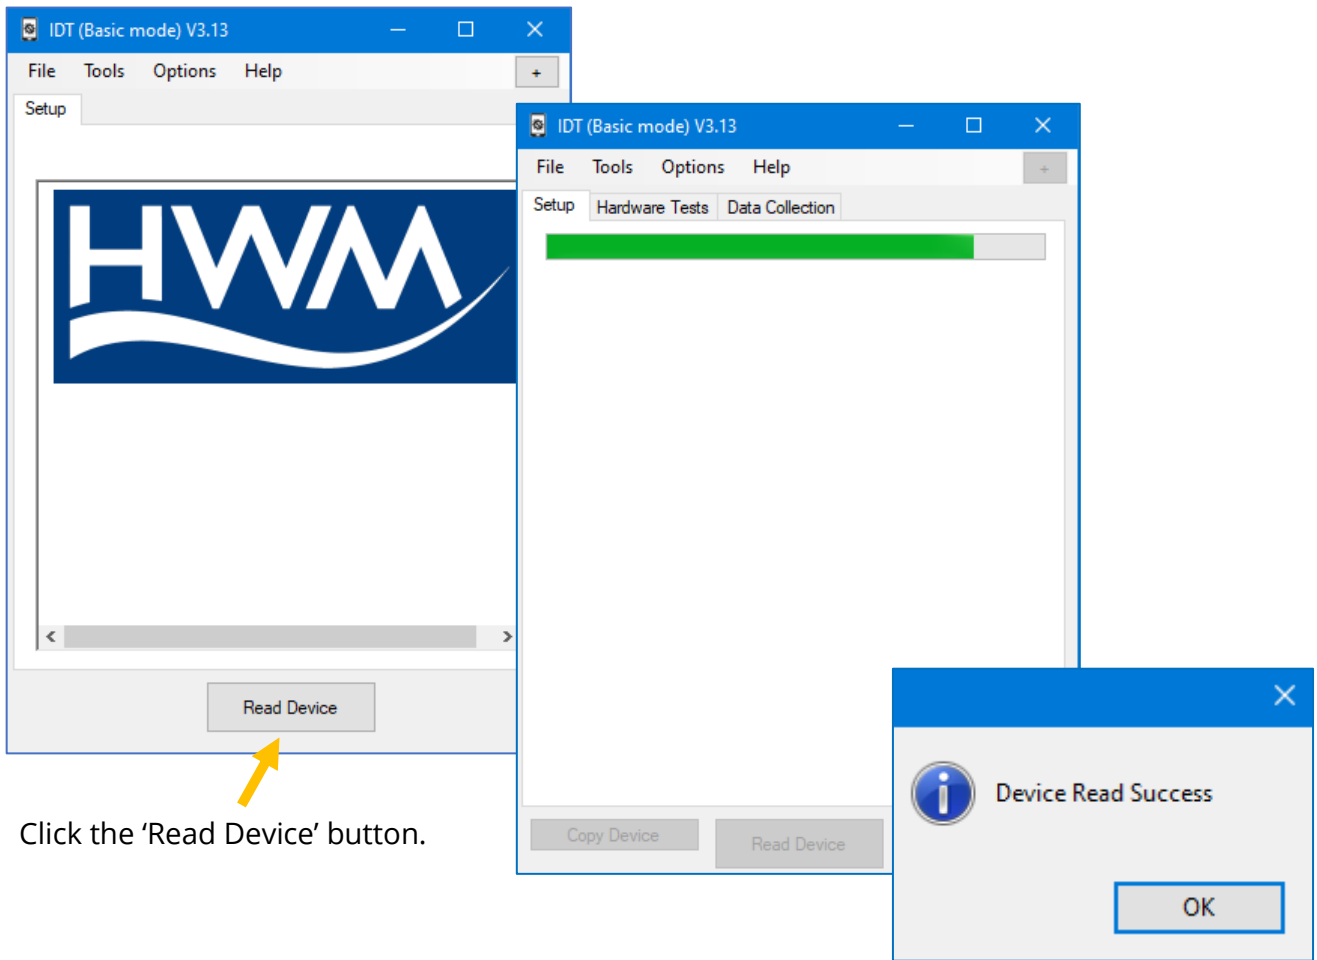 IDT (Basic mode) V3.13
File Tools Options Help +
Setup
HWM
Read Device
Click the ‘Read Device’ button.
IDT (Basic mode) V3.13
File Tools Options Help +
Setup Hardware Tests Data Collection
Copy Device Read Device
Device Read Success
OK